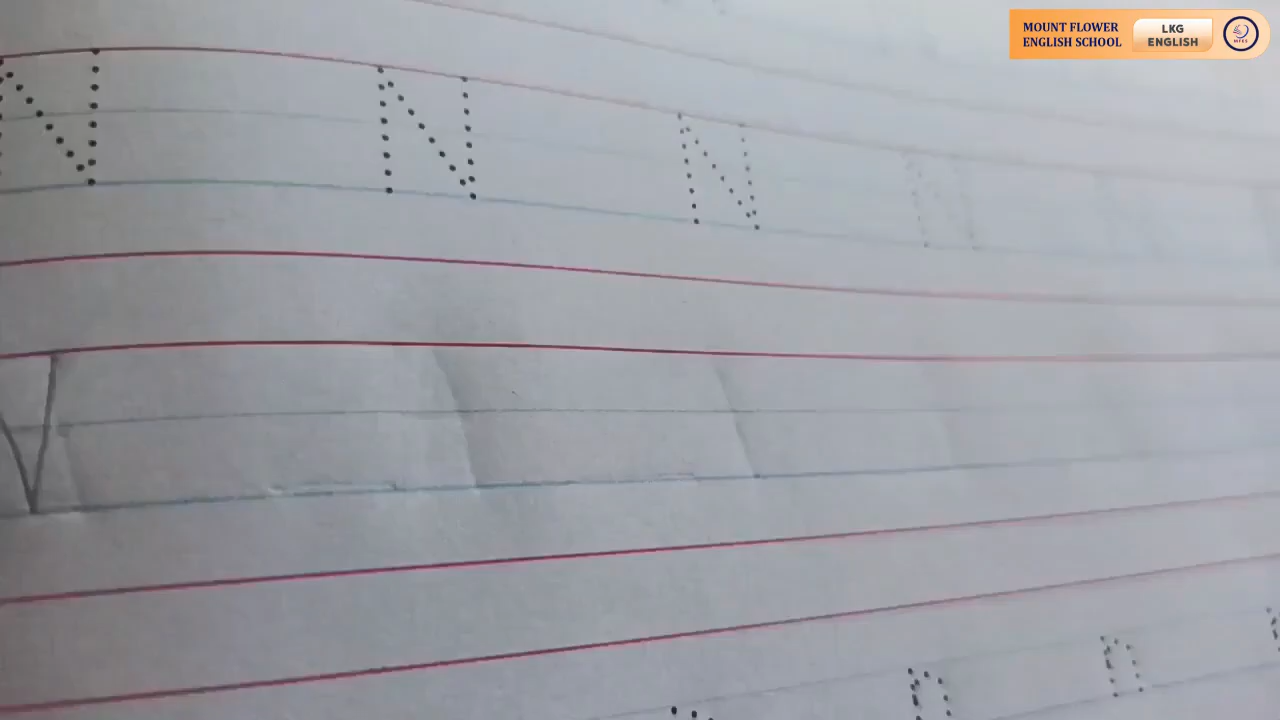 MOUNT FLOWER
ENGLISH SCHOOL
LKG
ENGLISH
N N N N
n n